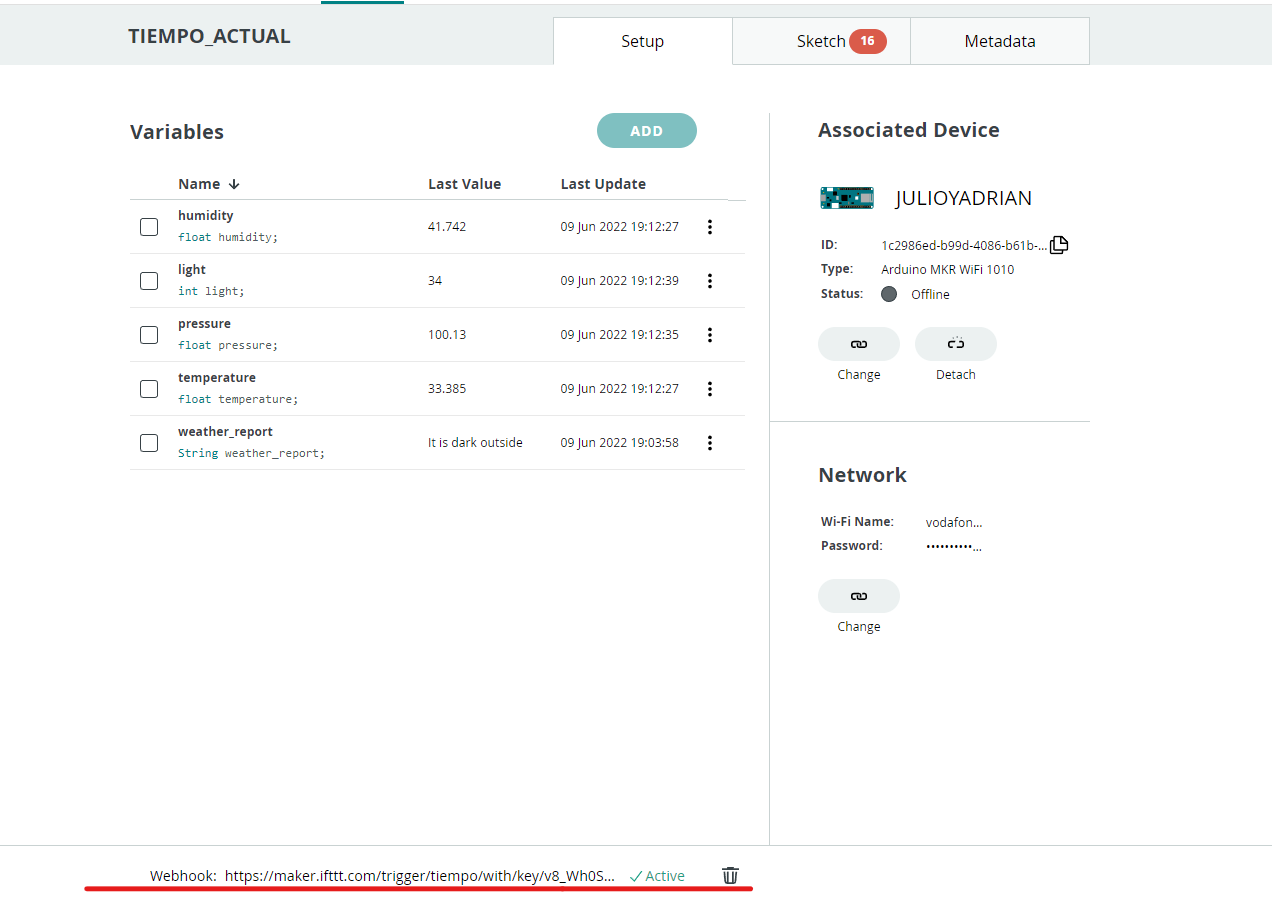 TIEMPO_ACTUAL
Setup
Sketch 16
Metadata
Variables
ADD
Name Last Value Last Update
humidity
float humidity;
41.742 09 Jun 2022 19:12:27
light
int light;
34 09 Jun 2022 19:12:39
pressure
float pressure;
100.13 09 Jun 2022 19:12:35
temperature
float temperature;
33.385 09 Jun 2022 19:12:27
weather_report
String weather_report;
It is dark outside 09 Jun 2022 19:03:58
Associated Device
JULIOYADRIAN
ID: 1c2986ed-b99d-4086-b61b-...
Type: Arduino MKR WiFi 1010
Status: Offline
Change Detach
Network
Wi-Fi Name: vodafon...
Password: ••••••••••...
Change
Webhook: https://maker.ifttt.com/trigger/tiempo/with/key/v8_Wh0S... Active